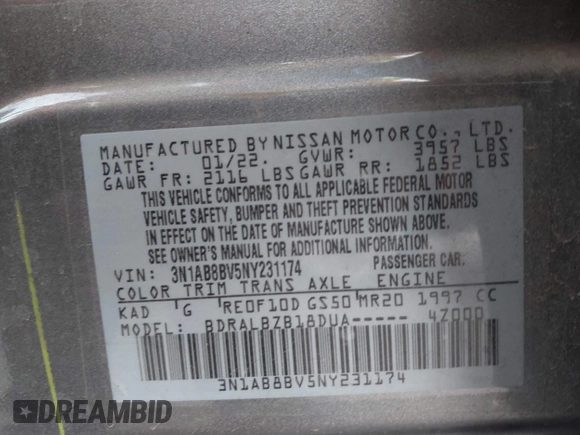 MANUFACTURED BY NISSAN MOTOR CO., LTD.
DATE: 01/22. GVWR: 3957 LBS
GAWR FR: 2116 LBS GAWR RR: 1852 LBS
THIS VEHICLE CONFORMS TO ALL APPLICABLE FEDERAL MOTOR
VEHICLE SAFETY, BUMPER AND THEFT PREVENTION STANDARDS
IN EFFECT ON THE DATE OF MANUFACTURE SHOWN ABOVE.
SEE OWNER'S MANUAL FOR ADDITIONAL INFORMATION.
VIN: 3N1AB8BV5NY231174 PASSENGER CAR.
COLOR TRIM TRANS AXLE ENGINE
KAD G RE0F10D GS50 MR20 1997 CC
MODEL: BDRALBZB18DUA----- 4Z000
3N1AB8BV5NY231174
DREAMBID